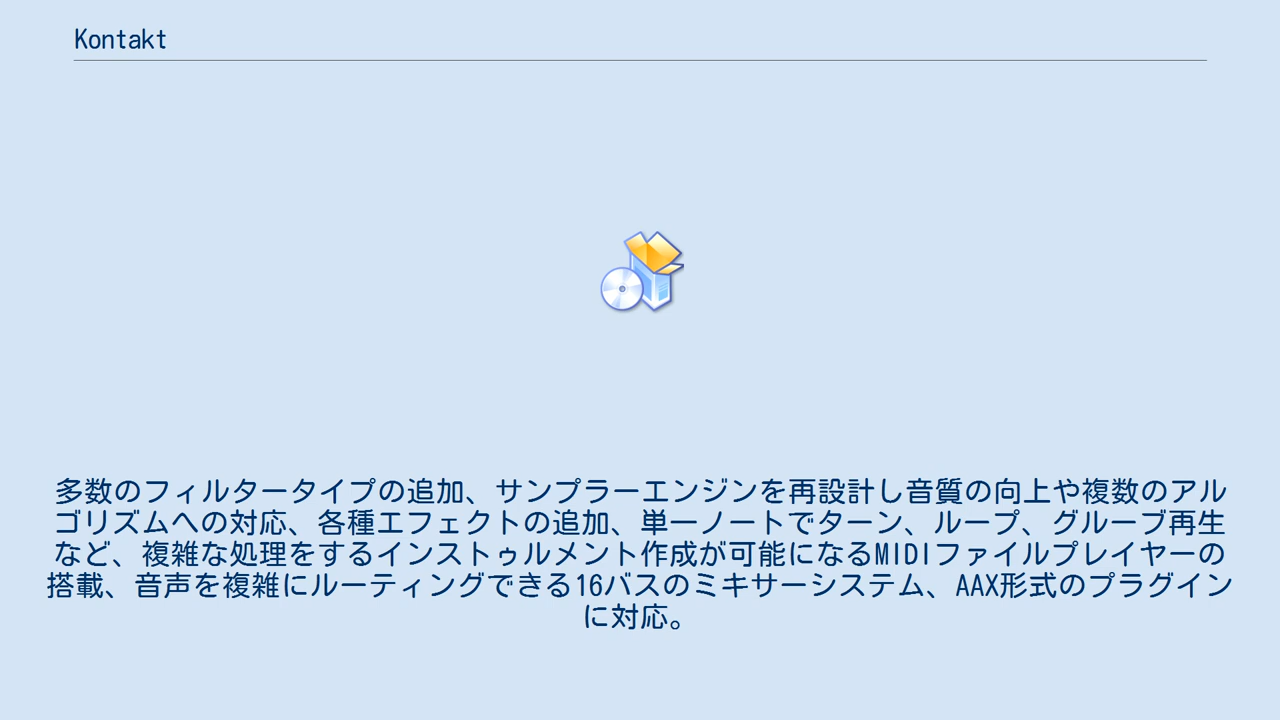 Kontakt
多数のフィルタータイプの追加、サンプラーエンジンを再設計し音質の向上や複数のアル
ゴリズムへの対応、各種エフェクトの追加、単一ノートでターン、ループ、グルーブ再生
など、複雑な処理をするインストゥルメント作成が可能になるMIDIファイルプレイヤーの
搭載、音声を複雑にルーティングできる16バスのミキサーシステム、AAX形式のプラグイン
に対応。